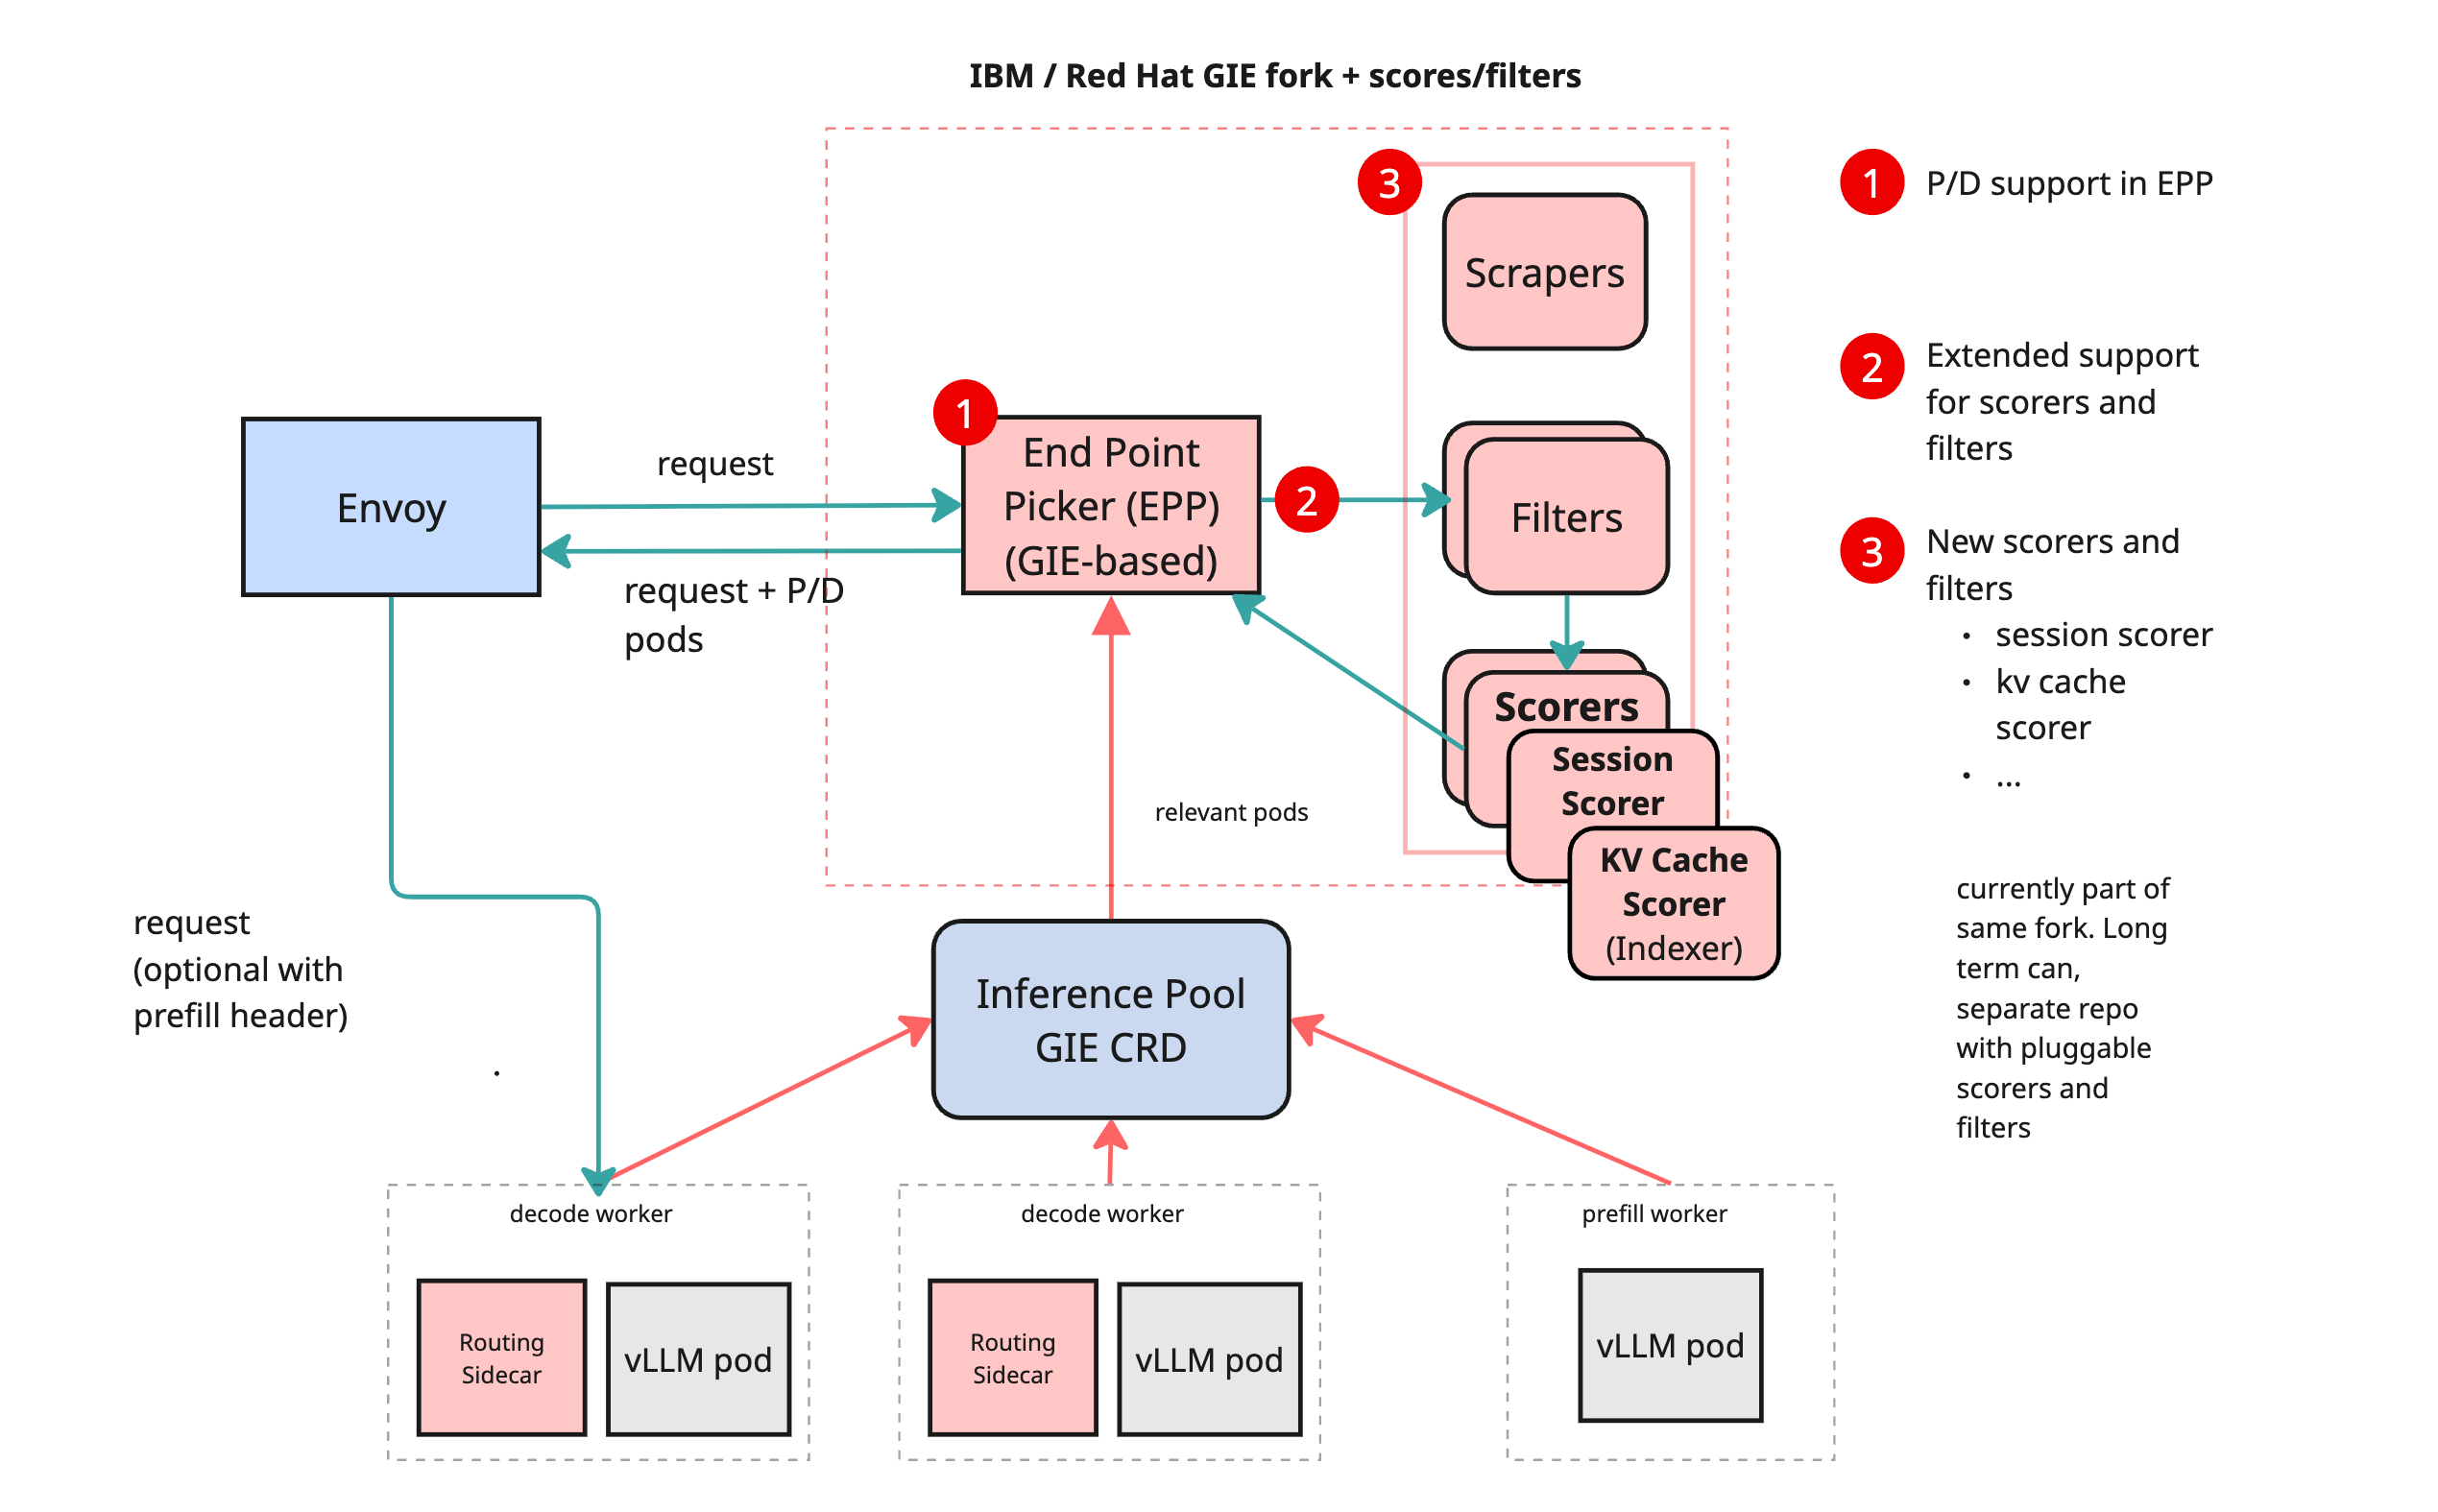 IBM / Red Hat GIE fork + scores/filters
3
Scrapers
1
P/D support in EPP
2
Extended support
for scorers and
filters
1
End Point
Picker (EPP)
(GIE-based)
Envoy
request
request + P/D
pods
2
Filters
3
New scorers and
filters
• session scorer
• kv cache
scorer
• ...
Scorers
Session
Scorer
KV Cache
Scorer
(Indexer)
relevant pods
currently part of
same fork. Long
term can,
separate repo
with pluggable
scorers and
filters
request
(optional with
prefill header)
.
Inference Pool
GIE CRD
decode worker
Routing
Sidecar
vLLM pod
decode worker
Routing
Sidecar
vLLM pod
prefill worker
vLLM pod